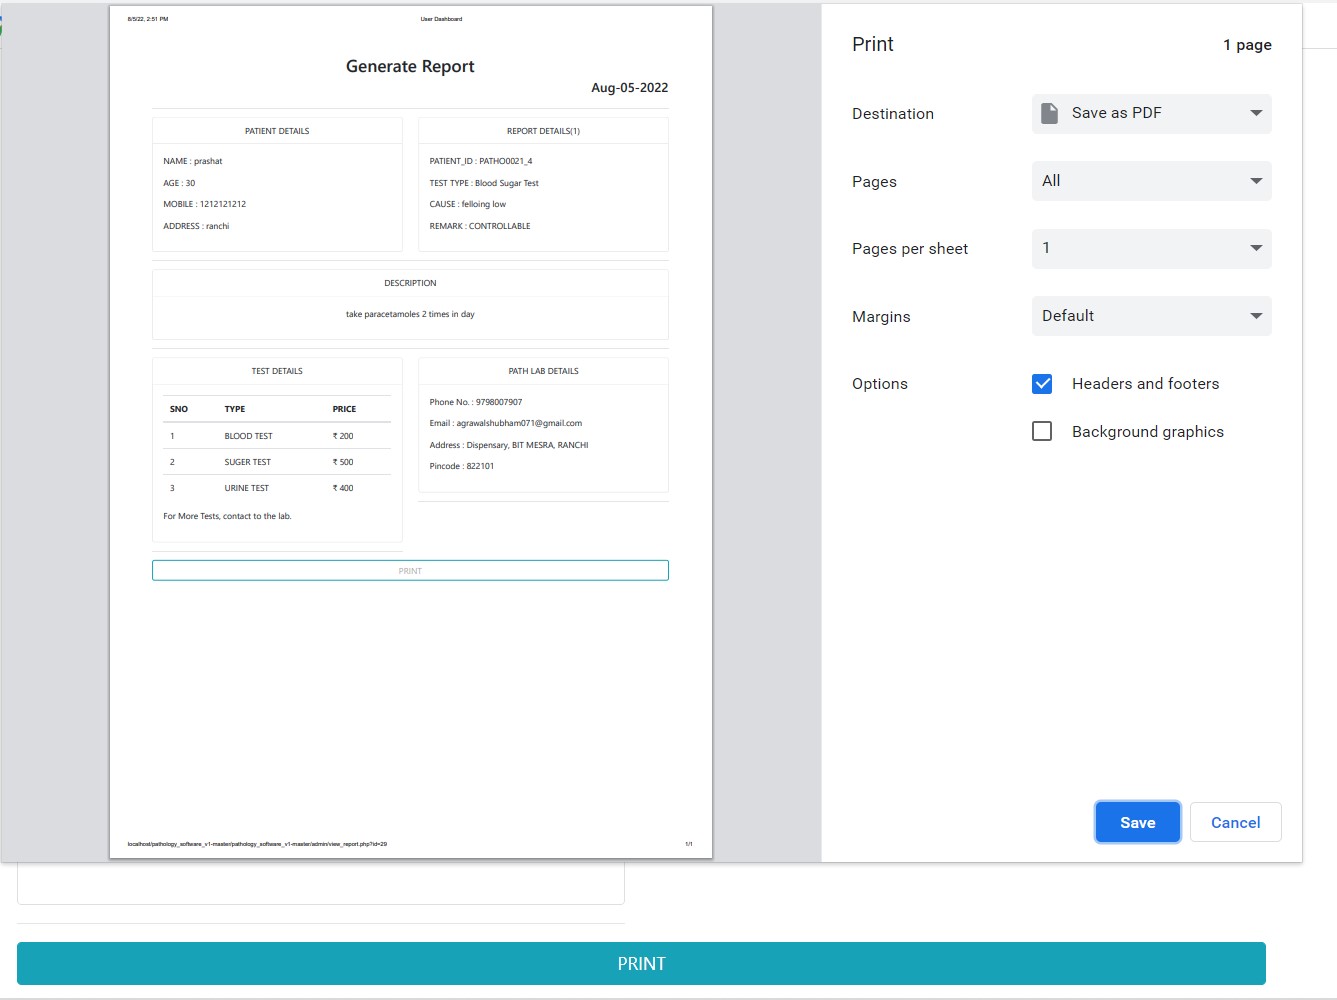 8/5/22, 2:51 PM
User Dashboard
Generate Report
Aug-05-2022
PATIENT DETAILS
NAME : prashat
AGE : 30
MOBILE : 1212121212
ADDRESS : ranchi
REPORT DETAILS(1)
PATIENT_ID : PATHO0021_4
TEST TYPE : Blood Sugar Test
CAUSE : felloing low
REMARK : CONTROLLABLE
DESCRIPTION
take paracetamoles 2 times in day
TEST DETAILS
SNO TYPE PRICE
1 BLOOD TEST ₹ 200
2 SUGER TEST ₹ 500
3 URINE TEST ₹ 400
For More Tests, contact to the lab.
PATH LAB DETAILS
Phone No. : 9798007907
Email : agrawalshubham071@gmail.com
Address : Dispensary, BIT MESRA, RANCHI
Pincode : 822101
PRINT
localhost/pathology_software_v1-master/pathology_software_v1-master/admin/view_report.php?id=29
1/1
Print
1 page
Destination
Save as PDF
Pages
All
Pages per sheet
1
Margins
Default
Options
Headers and footers
Background graphics
Save
Cancel
PRINT